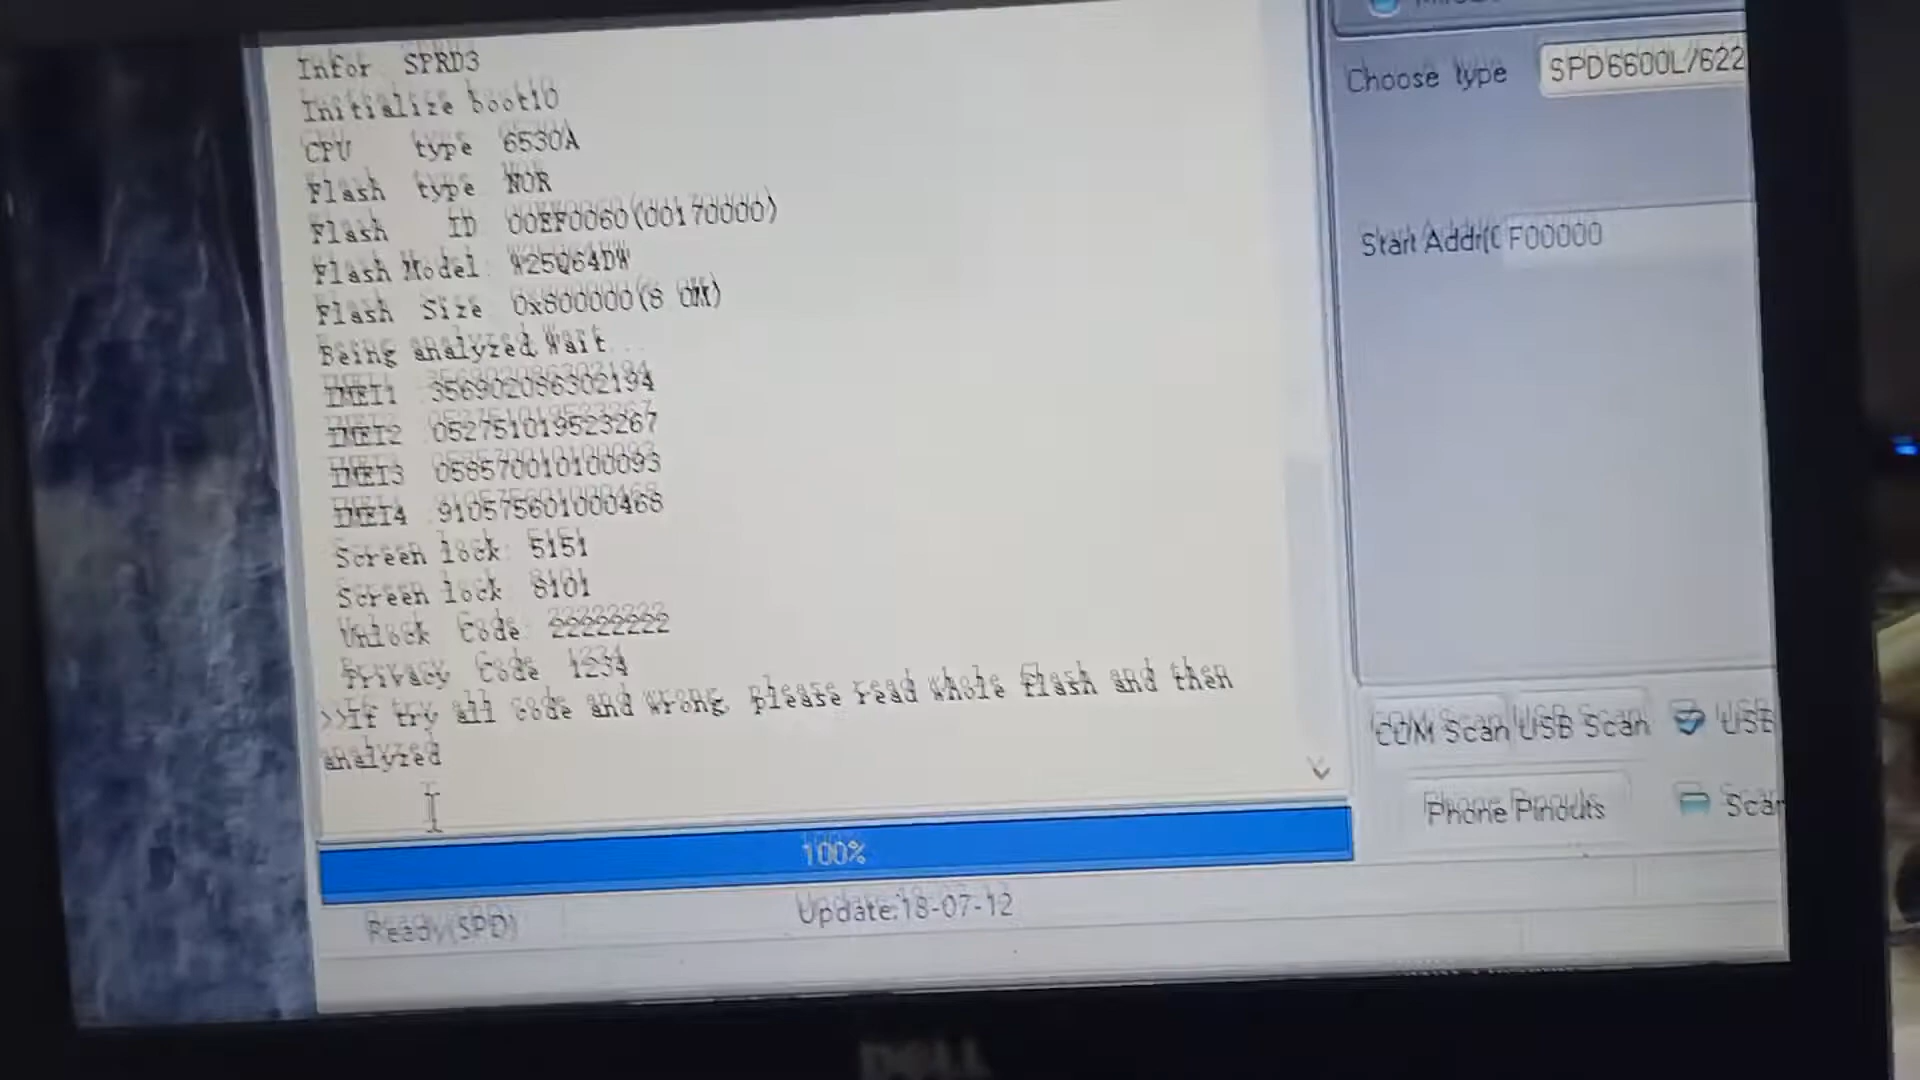 Infor SPRD3
Initialize boot10
CPU type 6530A
Flash type NOR
Flash ID 00EF0060(00170000)
Flash Model: W25Q64DW
Flash Size 0x800000(8 0M)
Being analyzed,Wait...
IMEI1 356902086302194
IMEI2 052751019523267
IMEI3 058570010100093
IMEI4 910575601000468
Screen lock: 5151
Screen lock: 8101
Unlock Code: 22222222
Privacy Code 1234
>>If try all code and wrong, please read whole flash and then
analyzed
100%
Ready(SPD)
Update:18-07-12
Choose type SPD6600L/622
Start Addr( F00000
COM Scan USB Scan USB
Phone Pinouts Scan
DELL